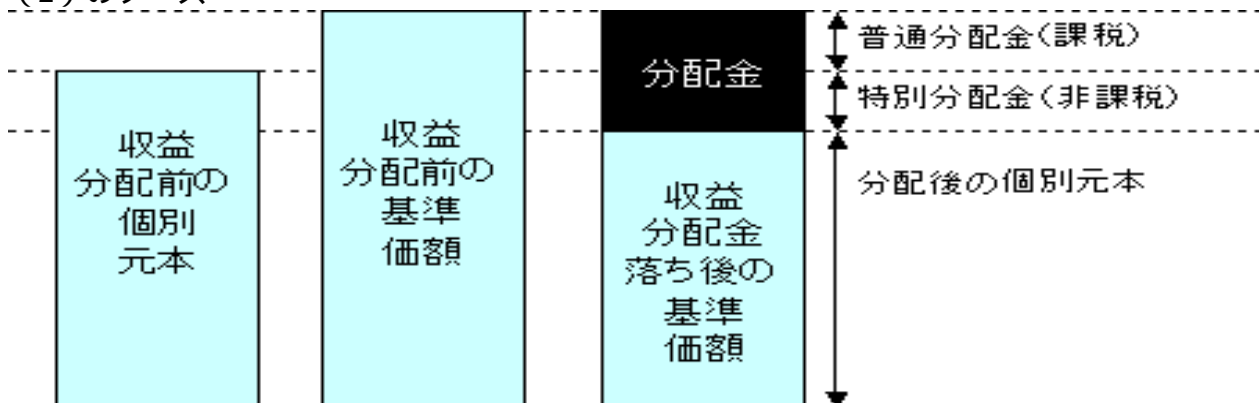 収益
分配前の
個別
元本
収益
分配前の
基準
価額
分配金
収益
分配金
落ち後の
基準
価額
普通分配金(課税)
特別分配金(非課税)
分配後の個別元本